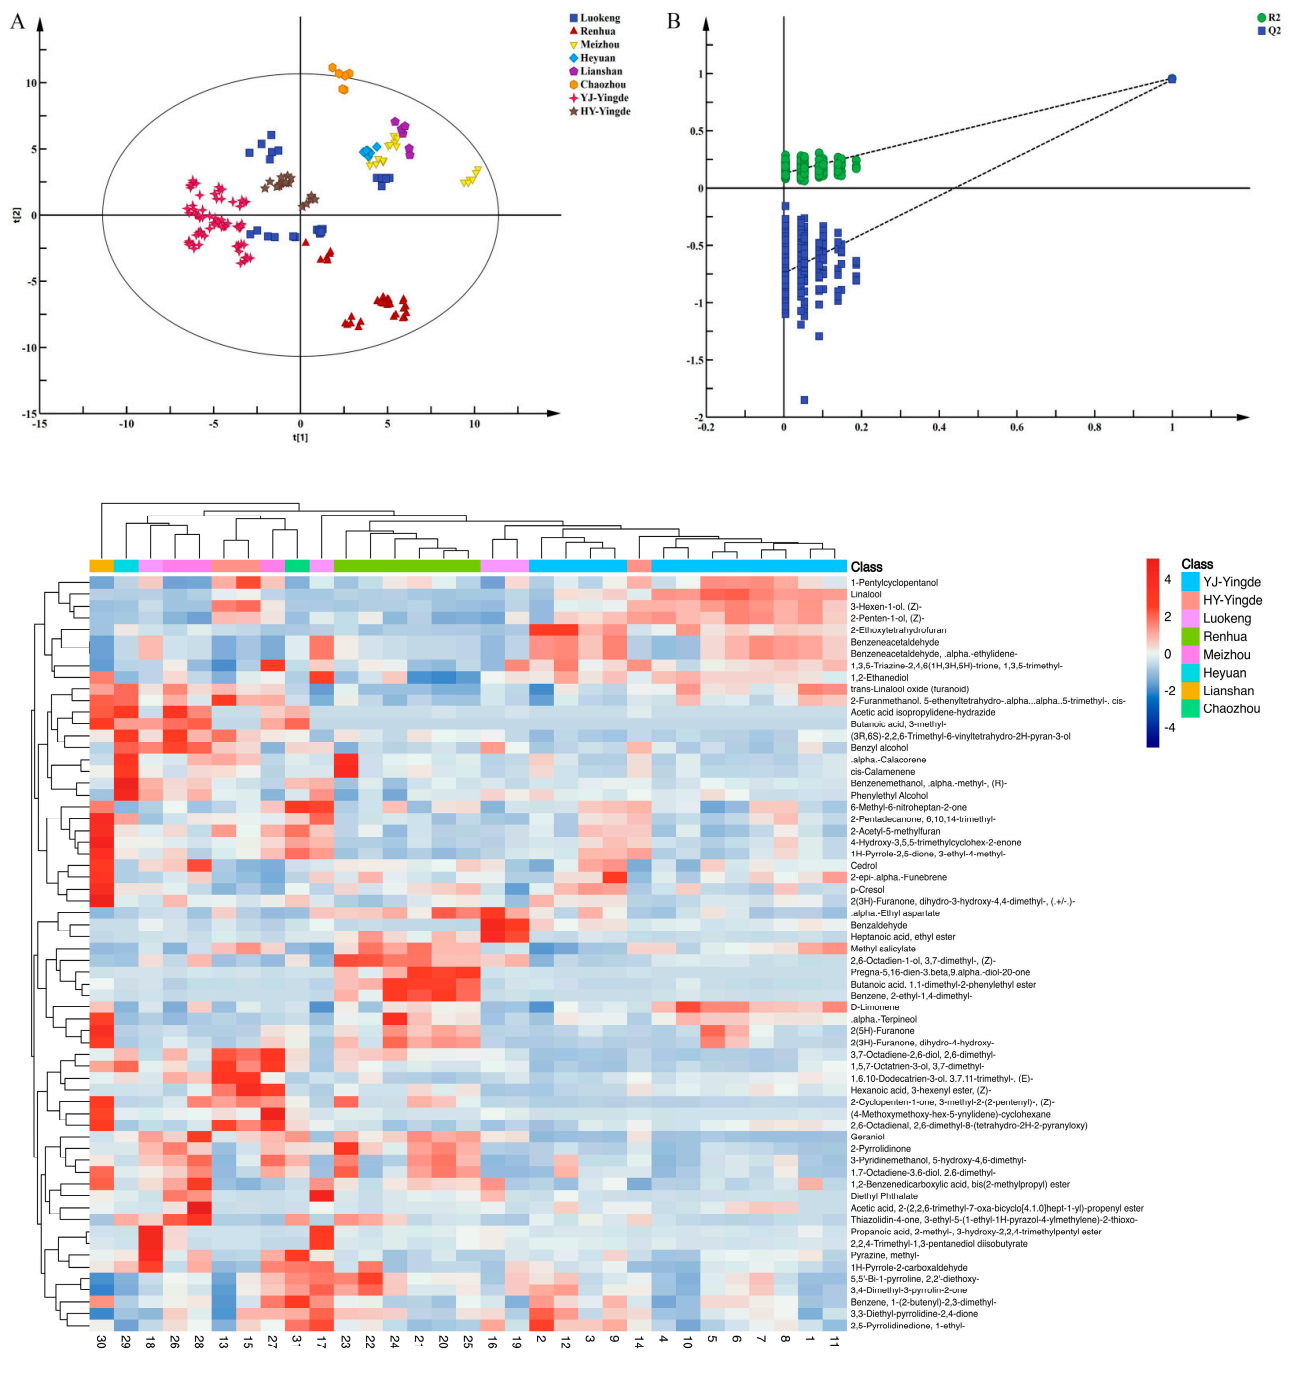 A
B
Luokeng
Renhua
Meizhou
Heyuan
Lianshan
Chaozhou
YJ-Yingde
HY-Yingde
R2
Q2
10
5
0
-5
-10
-15
t[2]
-15
-10
-5
0
5
10
t[1]
1
0.5
0
-0.5
-1
-1.5
-2
-0.2
0
0.2
0.4
0.6
0.8
1
Class
1-Pentylcyclopentanol
Linalool
3-Hexen-1-ol, (Z)-
2-Penten-1-ol, (Z)-
2-Ethoxytetrahydrofuran
Benzeneacetaldehyde
Benzeneacetaldehyde, .alpha.-ethylidene-
1,3,5-Triazine-2,4,6(1H,3H,5H)-trione, 1,3,5-trimethyl-
1,2-Ethanediol
trans-Linalool oxide (furanoid)
2-Furanmethanol, 5-ethenyltetrahydro-.alpha.,.alpha.,5-trimethyl-, cis-
Acetic acid isopropylidene-hydrazide
Butanoic acid, 3-methyl-
(3R,6S)-2,2,6-Trimethyl-6-vinyltetrahydro-2H-pyran-3-ol
Benzyl alcohol
.alpha.-Calacorene
cis-Calamenene
Benzenemethanol, .alpha.-methyl-, (R)-
Phenylethyl Alcohol
6-Methyl-6-nitroheptan-2-one
2-Pentadecanone, 6,10,14-trimethyl-
2-Acetyl-5-methylfuran
4-Hydroxy-3,5,5-trimethylcyclohex-2-enone
1H-Pyrrole-2,5-dione, 3-ethyl-4-methyl-
Cedrol
2-epi-.alpha.-Funebrene
p-Cresol
2(3H)-Furanone, dihydro-3-hydroxy-4,4-dimethyl-, (.+/-.)-
.alpha.-Ethyl aspartate
Benzaldehyde
Heptanoic acid, ethyl ester
Methyl salicylate
2,6-Octadien-1-ol, 3,7-dimethyl-, (Z)-
Pregna-5,16-dien-3.beta,9.alpha.-diol-20-one
Butanoic acid, 1,1-dimethyl-2-phenylethyl ester
Benzene, 2-ethyl-1,4-dimethyl-
D-Limonene
.alpha.-Terpineol
2(5H)-Furanone
2(3H)-Furanone, dihydro-4-hydroxy-
3,7-Octadiene-2,6-diol, 2,6-dimethyl-
1,5,7-Octatrien-3-ol, 3,7-dimethyl-
1,6,10-Dodecatrien-3-ol, 3,7,11-trimethyl-, (E)-
Hexanoic acid, 3-hexenyl ester, (Z)-
2-Cyclopenten-1-one, 3-methyl-2-(2-pentenyl)-, (Z)-
(4-Methoxymethoxy-hex-5-ynylidene)-cyclohexane
2,6-Octadienal, 2,6-dimethyl-8-(tetrahydro-2H-2-pyranyloxy)
Geraniol
2-Pyrrolidinone
3-Pyridinemethanol, 5-hydroxy-4,6-dimethyl-
1,7-Octadiene-3,6-diol, 2,6-dimethyl-
1,2-Benzenedicarboxylic acid, bis(2-methylpropyl) ester
Diethyl Phthalate
Acetic acid, 2-(2,2,6-trimethyl-7-oxa-bicyclo[4.1.0]hept-1-yl)-propenyl ester
Thiazolidin-4-one, 3-ethyl-5-(1-ethyl-1H-pyrazol-4-ylmethylene)-2-thioxo-
Propanoic acid, 2-methyl-, 3-hydroxy-2,2,4-trimethylpentyl ester
2,2,4-Trimethyl-1,3-pentanediol diisobutyrate
Pyrazine, methyl-
1H-Pyrrole-2-carboxaldehyde
5,5'-Bi-1-pyrroline, 2,2'-diethoxy-
3,4-Dimethyl-3-pyrrolin-2-one
Benzene, 1-(2-butenyl)-2,3-dimethyl-
3,3-Diethyl-pyrrolidine-2,4-dione
2,5-Pyrrolidinedione, 1-ethyl-
30 29 18 26 28 13 15 27 31 17 23 22 24 21 20 25 16 19 2 12 3 9 14 4 10 5 6 7 8 1 11
4
2
0
-2
-4
Class
YJ-Yingde
HY-Yingde
Luokeng
Renhua
Meizhou
Heyuan
Lianshan
Chaozhou